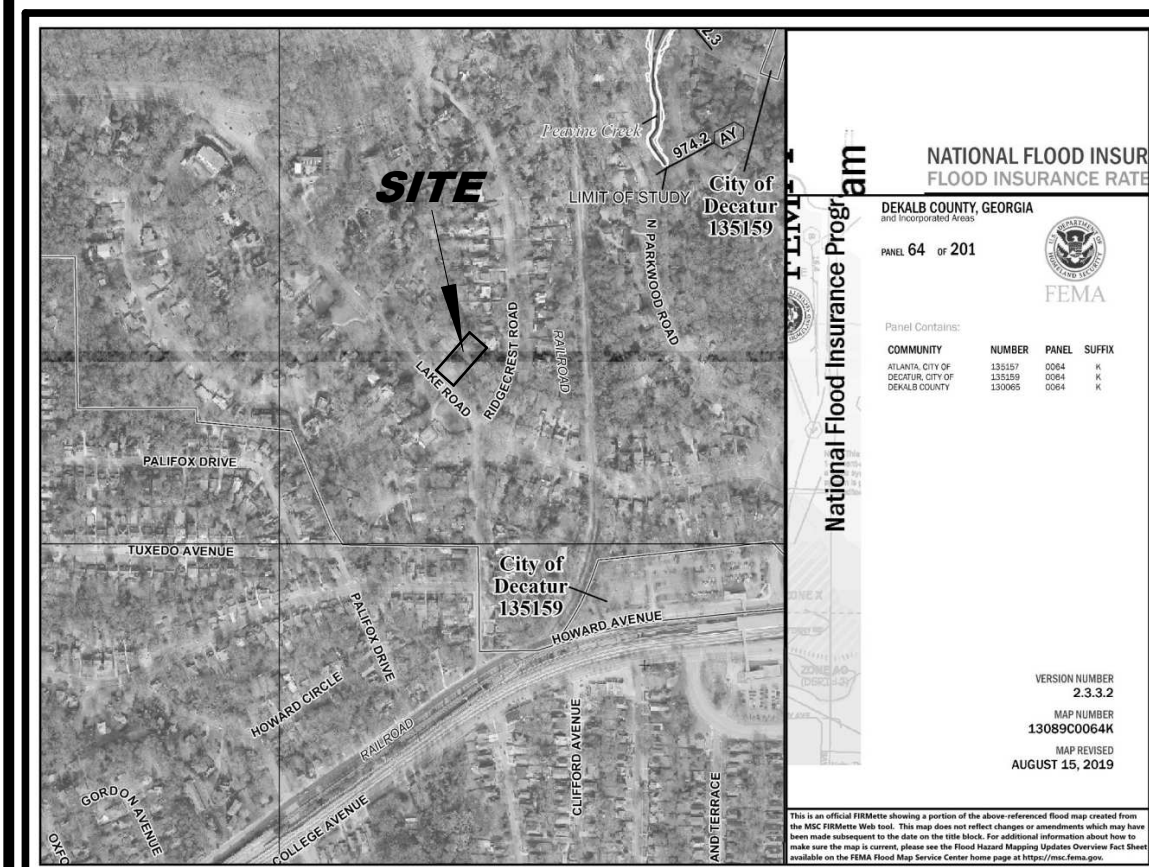 2.3
Peavine Creek
974.2 AY
SITE
LIMIT OF STUDY
City of
Decatur
135159
N PARKWOOD ROAD
RIDGECREST ROAD
RAILROAD
LAKE ROAD
PALIFOX DRIVE
TUXEDO AVENUE
City of
Decatur
135159
HOWARD AVENUE
PALIFOX DRIVE
HOWARD CIRCLE
RAILROAD
CLIFFORD AVENUE
GORDON AVENUE
COLLEGE AVENUE
OXFO
AND TERRACE
National Flood Insurance Program
NATIONAL FLOOD INSUR
FLOOD INSURANCE RATE
DEKALB COUNTY, GEORGIA
and Incorporated Areas
PANEL 64 OF 201
FEMA
Panel Contains:
COMMUNITY NUMBER PANEL SUFFIX
ATLANTA, CITY OF 135157 0064 K
DECATUR, CITY OF 135159 0064 K
DEKALB COUNTY 130065 0064 K
ZONE X
ZONE AO
VERSION NUMBER
2.3.3.2
MAP NUMBER
13089C0064K
MAP REVISED
AUGUST 15, 2019
This is an official FIRMette showing a portion of the above-referenced flood map created from
the MSC FIRMette Web tool. This map does not reflect changes or amendments which may have
been made subsequent to the date on the title block. For additional information about how to
make sure the map is current, please see the Flood Hazard Mapping Updates Overview Fact Sheet
available on the FEMA Flood Map Service Center home page at https://msc.fema.gov.